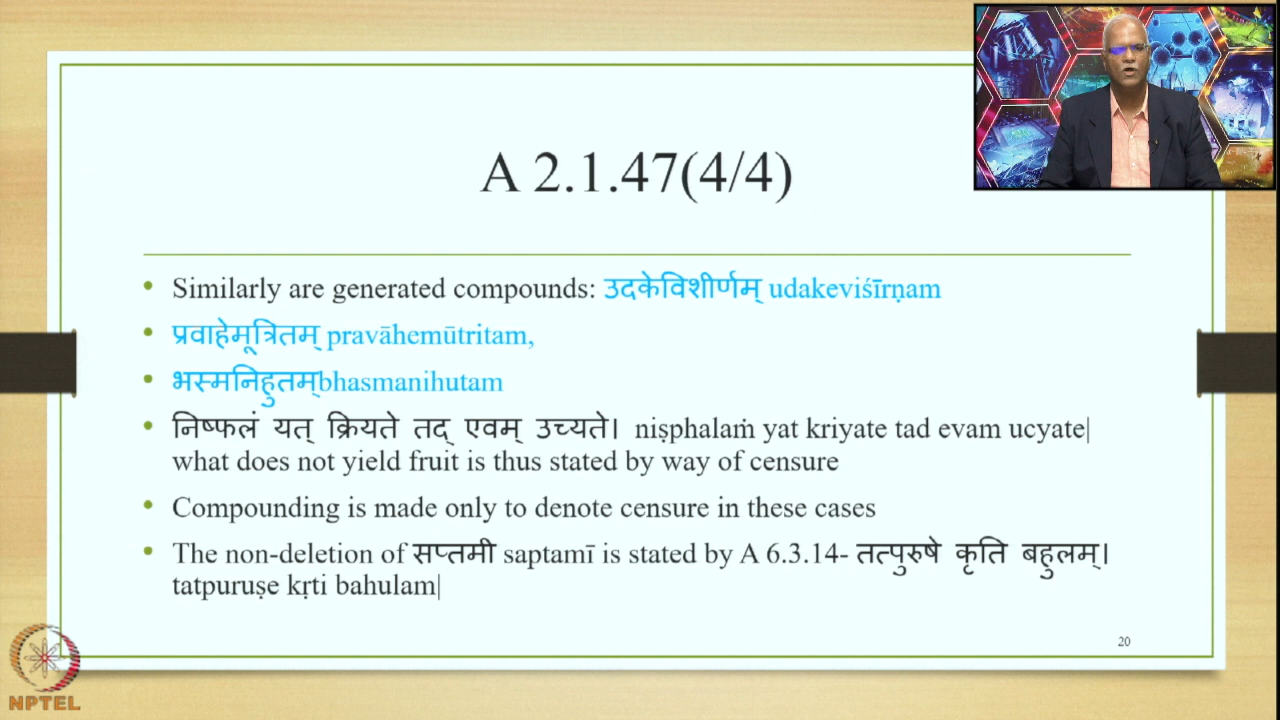 A 2.1.47(4/4)
Similarly are generated compounds: उदकेविशीर्णम् udakeviśīrṇam
प्रवाहेमूत्रितम् pravāhemūtritam,
भस्मनिहुतम्bhasmanihutam
निष्फलं यत् क्रियते तद् एवम् उच्यते। niṣphalaṁ yat kriyate tad evam ucyate|
what does not yield fruit is thus stated by way of censure
Compounding is made only to denote censure in these cases
The non-deletion of सप्तमी saptamī is stated by A 6.3.14- तत्पुरुषे कृति बहुलम्।
tatpuruṣe kṛti bahulam|
20
NPTEL